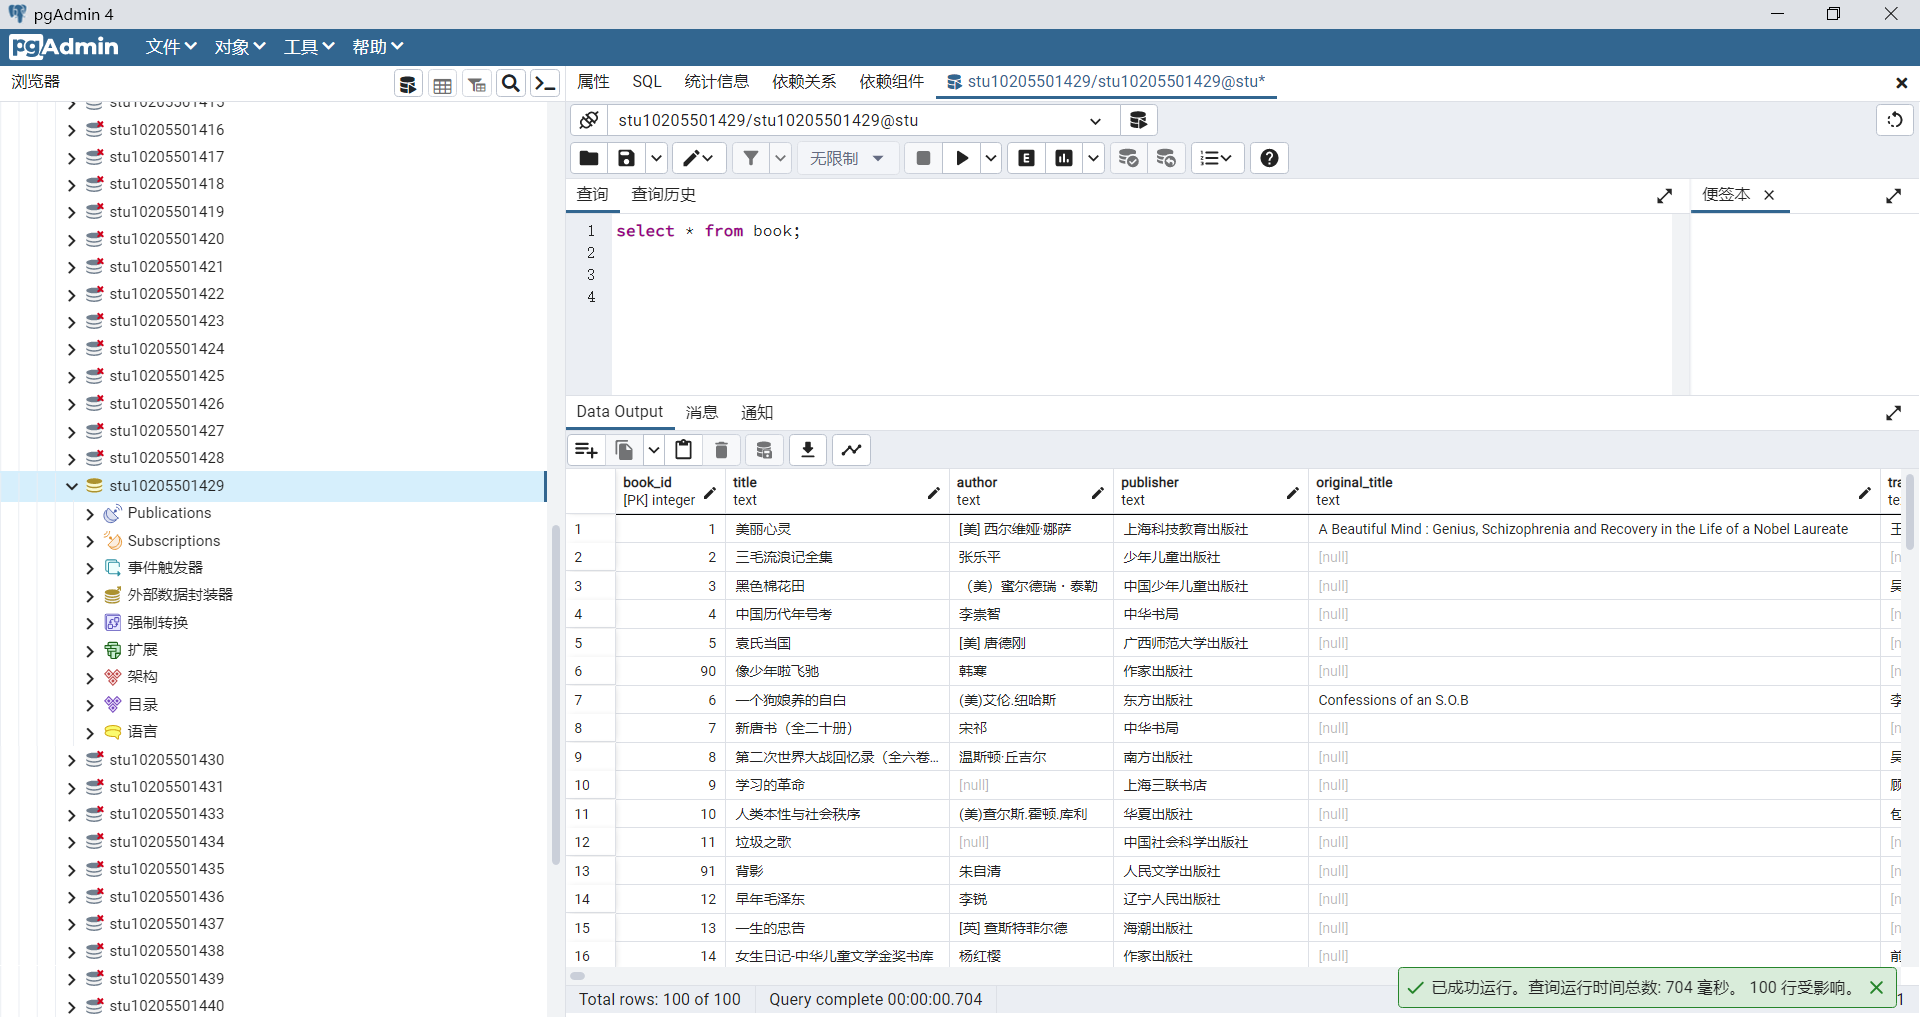 pgAdmin 4
pgAdmin 文件 对象 工具 帮助
浏览器
属性 SQL 统计信息 依赖关系 依赖组件 stu10205501429/stu10205501429@stu*
stu10205501415
stu10205501416
stu10205501417
stu10205501418
stu10205501419
stu10205501420
stu10205501421
stu10205501422
stu10205501423
stu10205501424
stu10205501425
stu10205501426
stu10205501427
stu10205501428
stu10205501429
Publications
Subscriptions
事件触发器
外部数据封装器
强制转换
扩展
架构
目录
语言
stu10205501430
stu10205501431
stu10205501433
stu10205501434
stu10205501435
stu10205501436
stu10205501437
stu10205501438
stu10205501439
stu10205501440
stu10205501429/stu10205501429@stu
无限制
E
查询 查询历史
便签本
1 select * from book;
2
3
4
Data Output 消息 通知
book_id title author publisher original_title
[PK] integer text text text text
1 1 美丽心灵 [美] 西尔维娅·娜萨 上海科技教育出版社 A Beautiful Mind : Genius, Schizophrenia and Recovery in the Life of a Nobel Laureate 王
2 2 三毛流浪记全集 张乐平 少年儿童出版社 [null] [n
3 3 黑色棉花田 （美）蜜尔德瑞・泰勒 中国少年儿童出版社 [null] 吴
4 4 中国历代年号考 李崇智 中华书局 [null] [n
5 5 袁氏当国 [美] 唐德刚 广西师范大学出版社 [null] [n
6 90 像少年啦飞驰 韩寒 作家出版社 [null] [n
7 6 一个狗娘养的自白 (美)艾伦.纽哈斯 东方出版社 Confessions of an S.O.B 李
8 7 新唐书（全二十册） 宋祁 中华书局 [null] [n
9 8 第二次世界大战回忆录（全六卷... 温斯顿·丘吉尔 南方出版社 [null] 吴
10 9 学习的革命 [null] 上海三联书店 [null] 顾
11 10 人类本性与社会秩序 (美)查尔斯.霍顿.库利 华夏出版社 [null] 包
12 11 垃圾之歌 [null] 中国社会科学出版社 [null] [n
13 91 背影 朱自清 人民文学出版社 [null] [n
14 12 早年毛泽东 李锐 辽宁人民出版社 [null] [n
15 13 一生的忠告 [英] 查斯特菲尔德 海潮出版社 [null] [n
16 14 女生日记-中华儿童文学金奖书库 杨红樱 作家出版社 [null] 前
Total rows: 100 of 100 Query complete 00:00:00.704
已成功运行。查询运行时间总数: 704 毫秒。 100 行受影响。